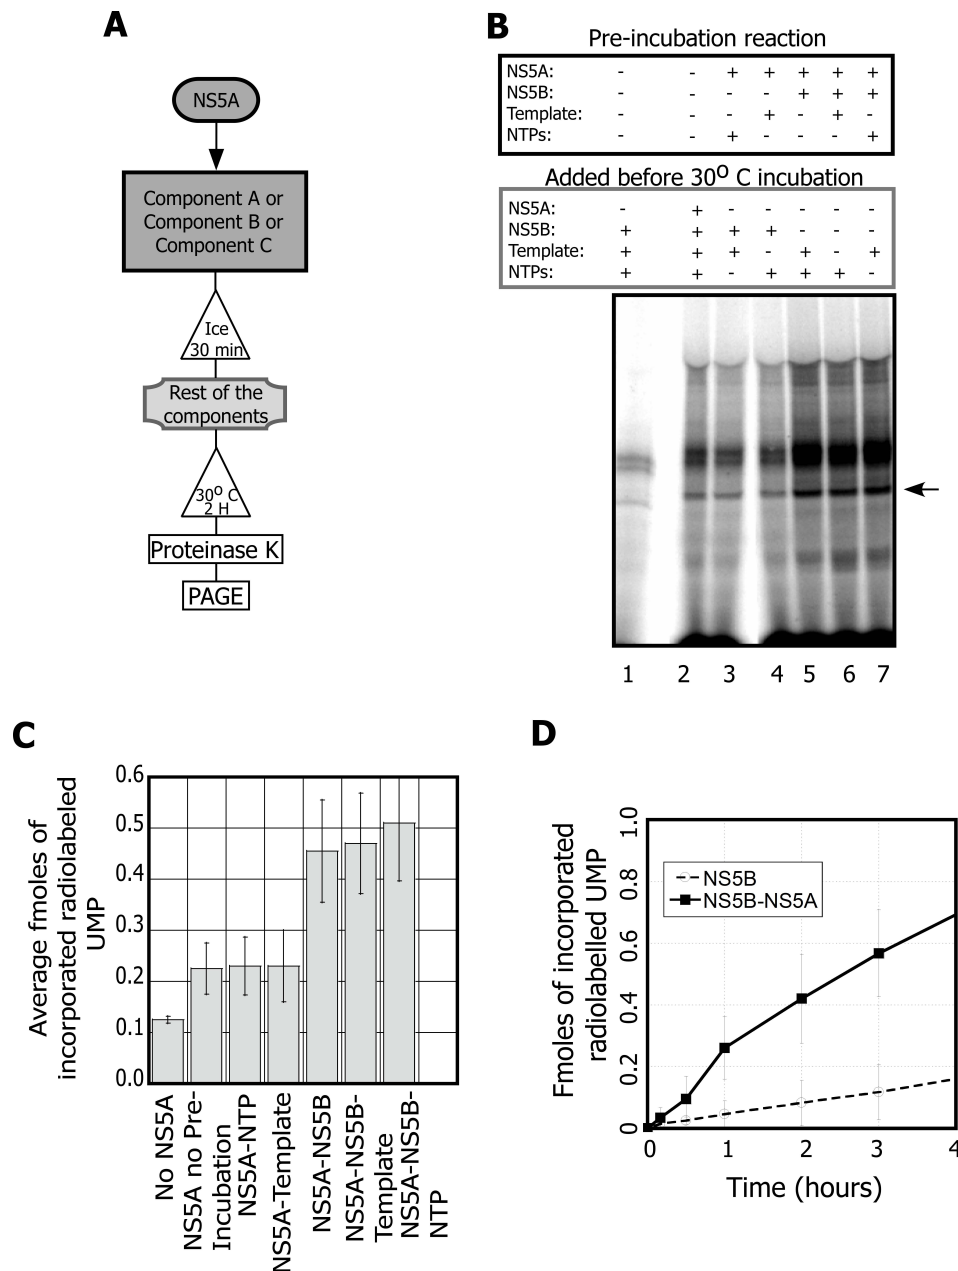 A
NS5A
Component A or
Component B or
Component C
Ice
30 min
Rest of the
components
30º C
2 H
Proteinase K
PAGE
B
Pre-incubation reaction
NS5A: - - + + + + +
NS5B: - - - - + + +
Template: - - - + - + -
NTPs: - - + - - - +
Added before 30º C incubation
NS5A: - + - - - - -
NS5B: + + + + - - -
Template: + + + - + - +
NTPs: + + - + + + -
1 2 3 4 5 6 7
C
Average fmoles of
incorporated radiolabeled
UMP
0.6
0.5
0.4
0.3
0.2
0.1
0.0
No NS5A
NS5A no Pre-
Incubation
NS5A-NTP
NS5A-Template
NS5A-NS5B
NS5A-NS5B-
Template
NS5A-NS5B-
NTP
D
Fmoles of incorporated
radiolabelled UMP
1.0
0.8
0.6
0.4
0.2
0
NS5B
NS5B-NS5A
0 1 2 3 4
Time (hours)